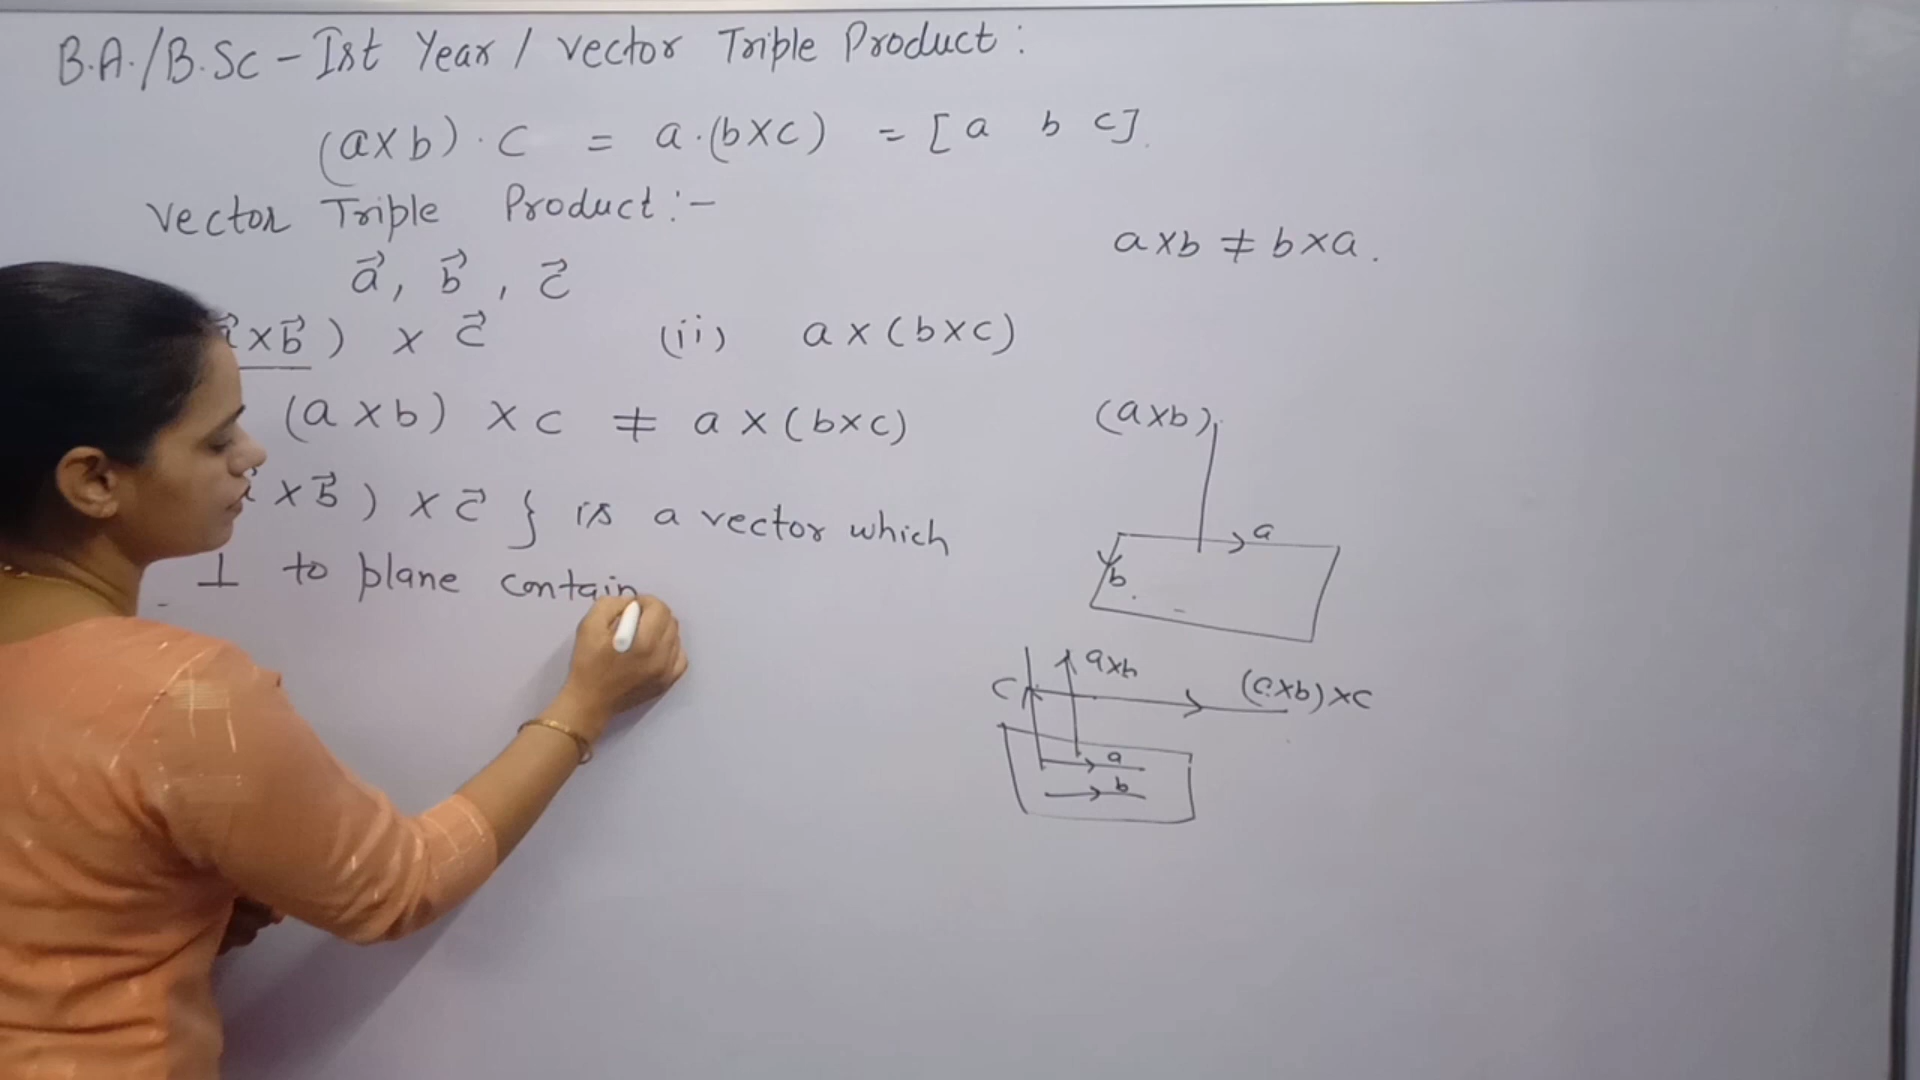 B.A./B.Sc - Ist Year / Vector Triple Product :
(a×b)·c = a·(b×c) = [a b c].
Vector Triple Product :-
a⃗, b⃗, c⃗
a×b ≠ b×a.
a⃗×b⃗) × c⃗ (ii) a×(b×c)
(a×b) × c ≠ a×(b×c)
×b⃗) × c⃗ } is a vector which
⊥ to plane contain
(a×b)
a
b
a×b
c
(a×b)×c
a
b